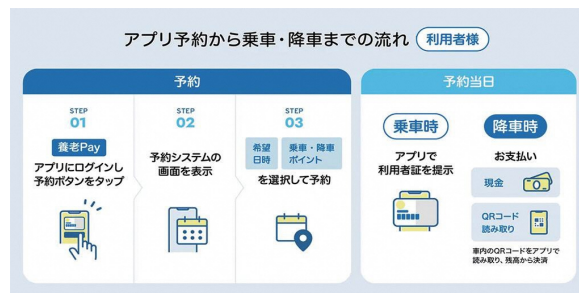 アプリ予約から乗車・降車までの流れ 利用者様
予約
STEP
01
養老Pay
アプリにログインし
予約ボタンをタップ
STEP
02
予約システムの
画面を表示
STEP
03
希望
日時
乗車・降車
ポイント
を選択して予約
予約当日
乗車時
アプリで
利用者証を提示
降車時
お支払い
現金
QRコード
読み取り
車内のQRコードをアプリで
読み取り、残高から決済